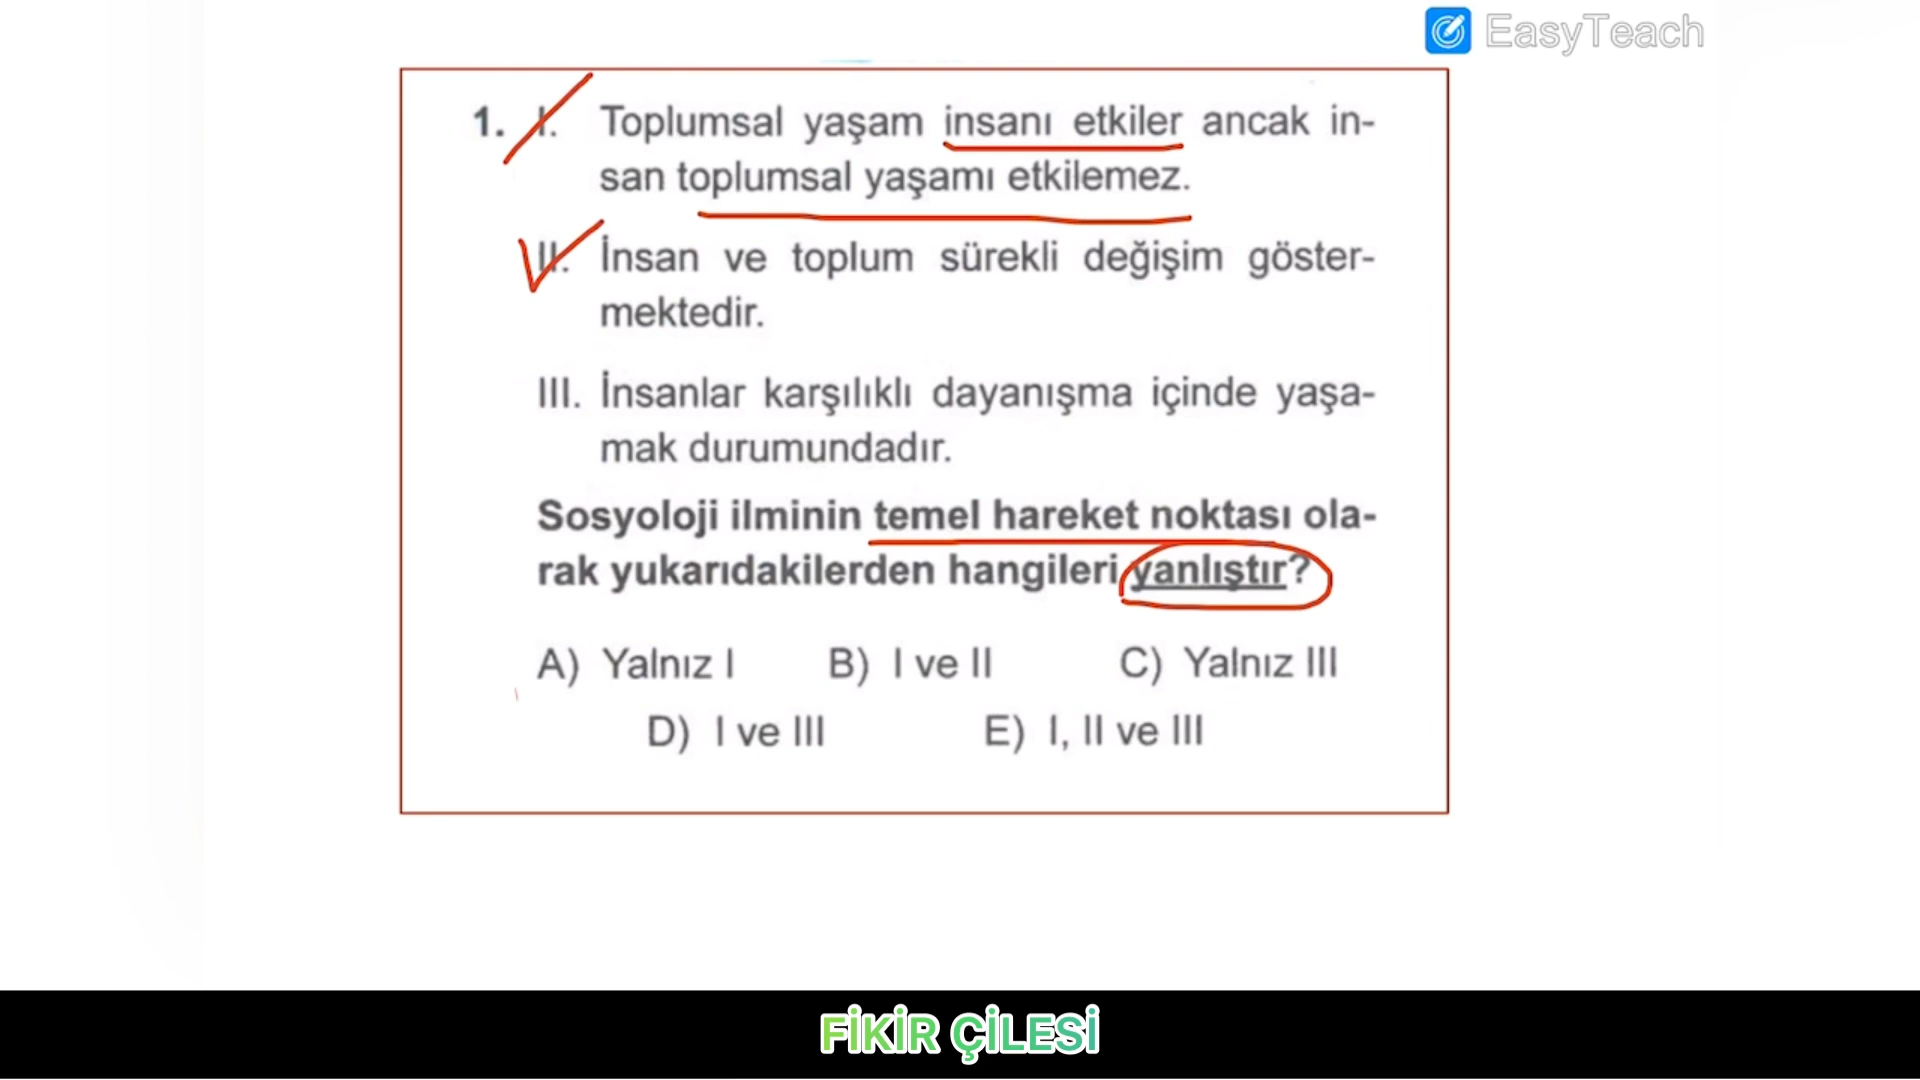 EasyTeach
1. I. Toplumsal yaşam insanı etkiler ancak in-
san toplumsal yaşamı etkilemez.
II. İnsan ve toplum sürekli değişim göster-
mektedir.
III. İnsanlar karşılıklı dayanışma içinde yaşa-
mak durumundadır.
Sosyoloji ilminin temel hareket noktası ola-
rak yukarıdakilerden hangileri yanlıştır?
A) Yalnız I B) I ve II C) Yalnız III
D) I ve III E) I, II ve III
FİKİR ÇİLESİ